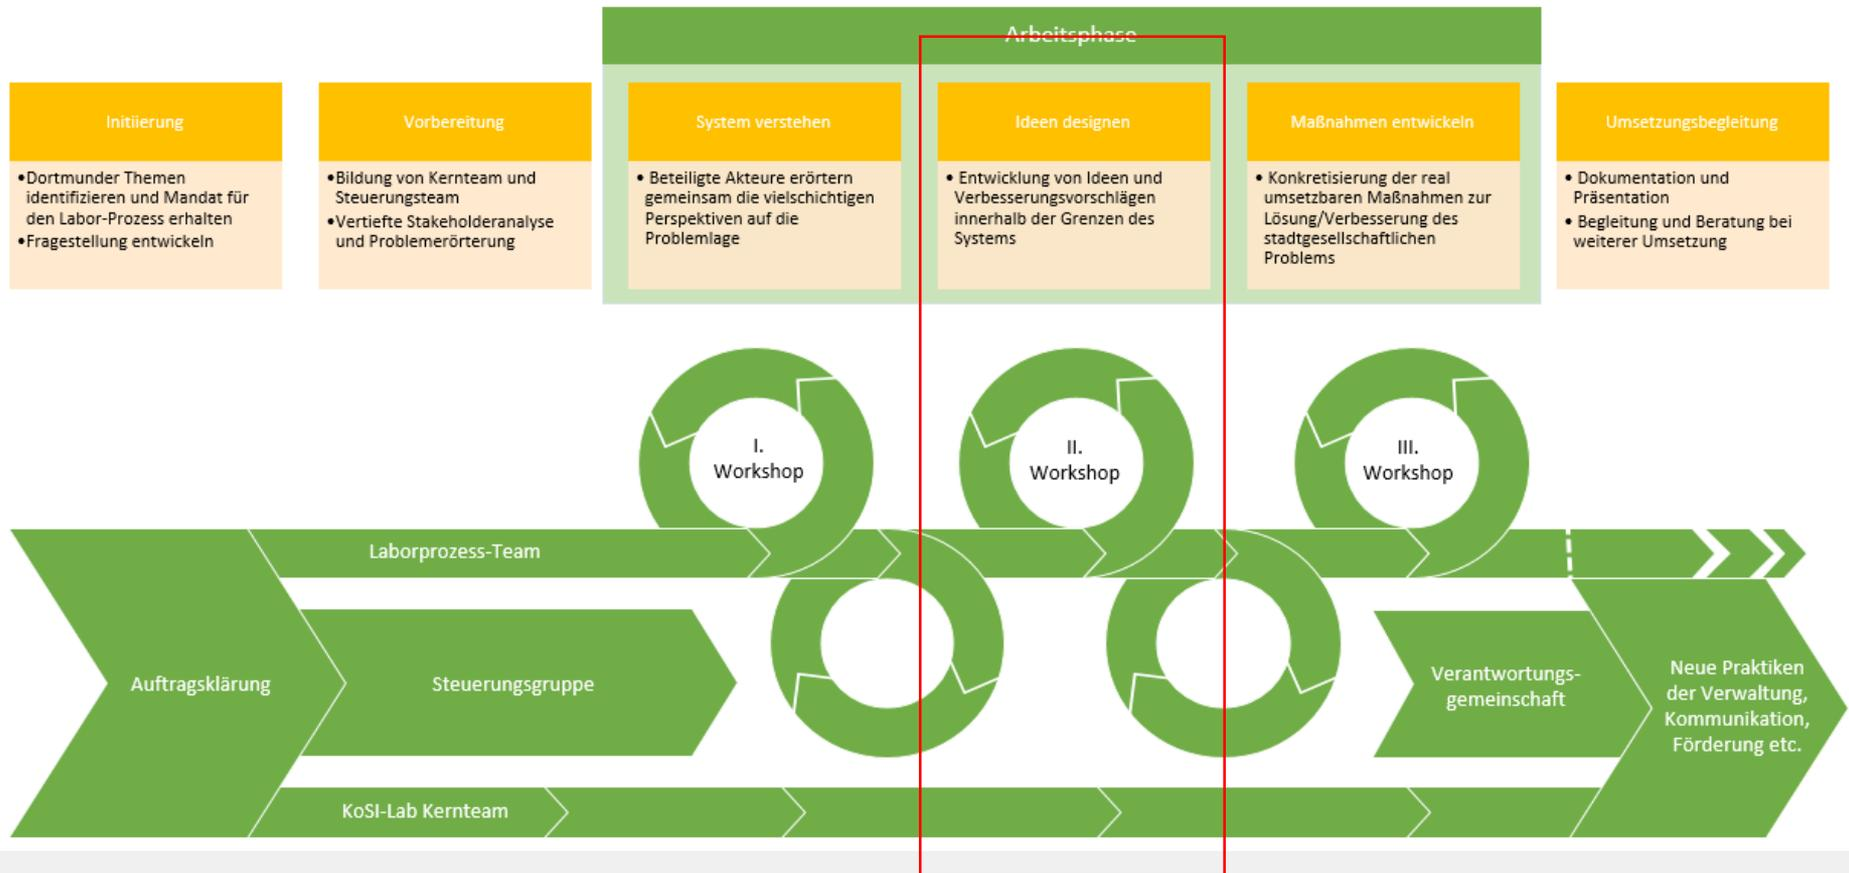 Arbeitsphase
Initiierung
•Dortmunder Themen
identifizieren und Mandat für
den Labor-Prozess erhalten
•Fragestellung entwickeln
Vorbereitung
•Bildung von Kernteam und
Steuerungsteam
•Vertiefte Stakeholderanalyse
und Problemerörterung
System verstehen
• Beteiligte Akteure erörtern
gemeinsam die vielschichtigen
Perspektiven auf die
Problemlage
Ideen designen
• Entwicklung von Ideen und
Verbesserungsvorschlägen
innerhalb der Grenzen des
Systems
Maßnahmen entwickeln
• Konkretisierung der real
umsetzbaren Maßnahmen zur
Lösung/Verbesserung des
stadtgesellschaftlichen
Problems
Umsetzungsbegleitung
• Dokumentation und
Präsentation
• Begleitung und Beratung bei
weiterer Umsetzung
I.
Workshop
II.
Workshop
III.
Workshop
Laborprozess-Team
Auftragsklärung
Steuerungsgruppe
Verantwortungs-
gemeinschaft
Neue Praktiken
der Verwaltung,
Kommunikation,
Förderung etc.
KoSI-Lab Kernteam